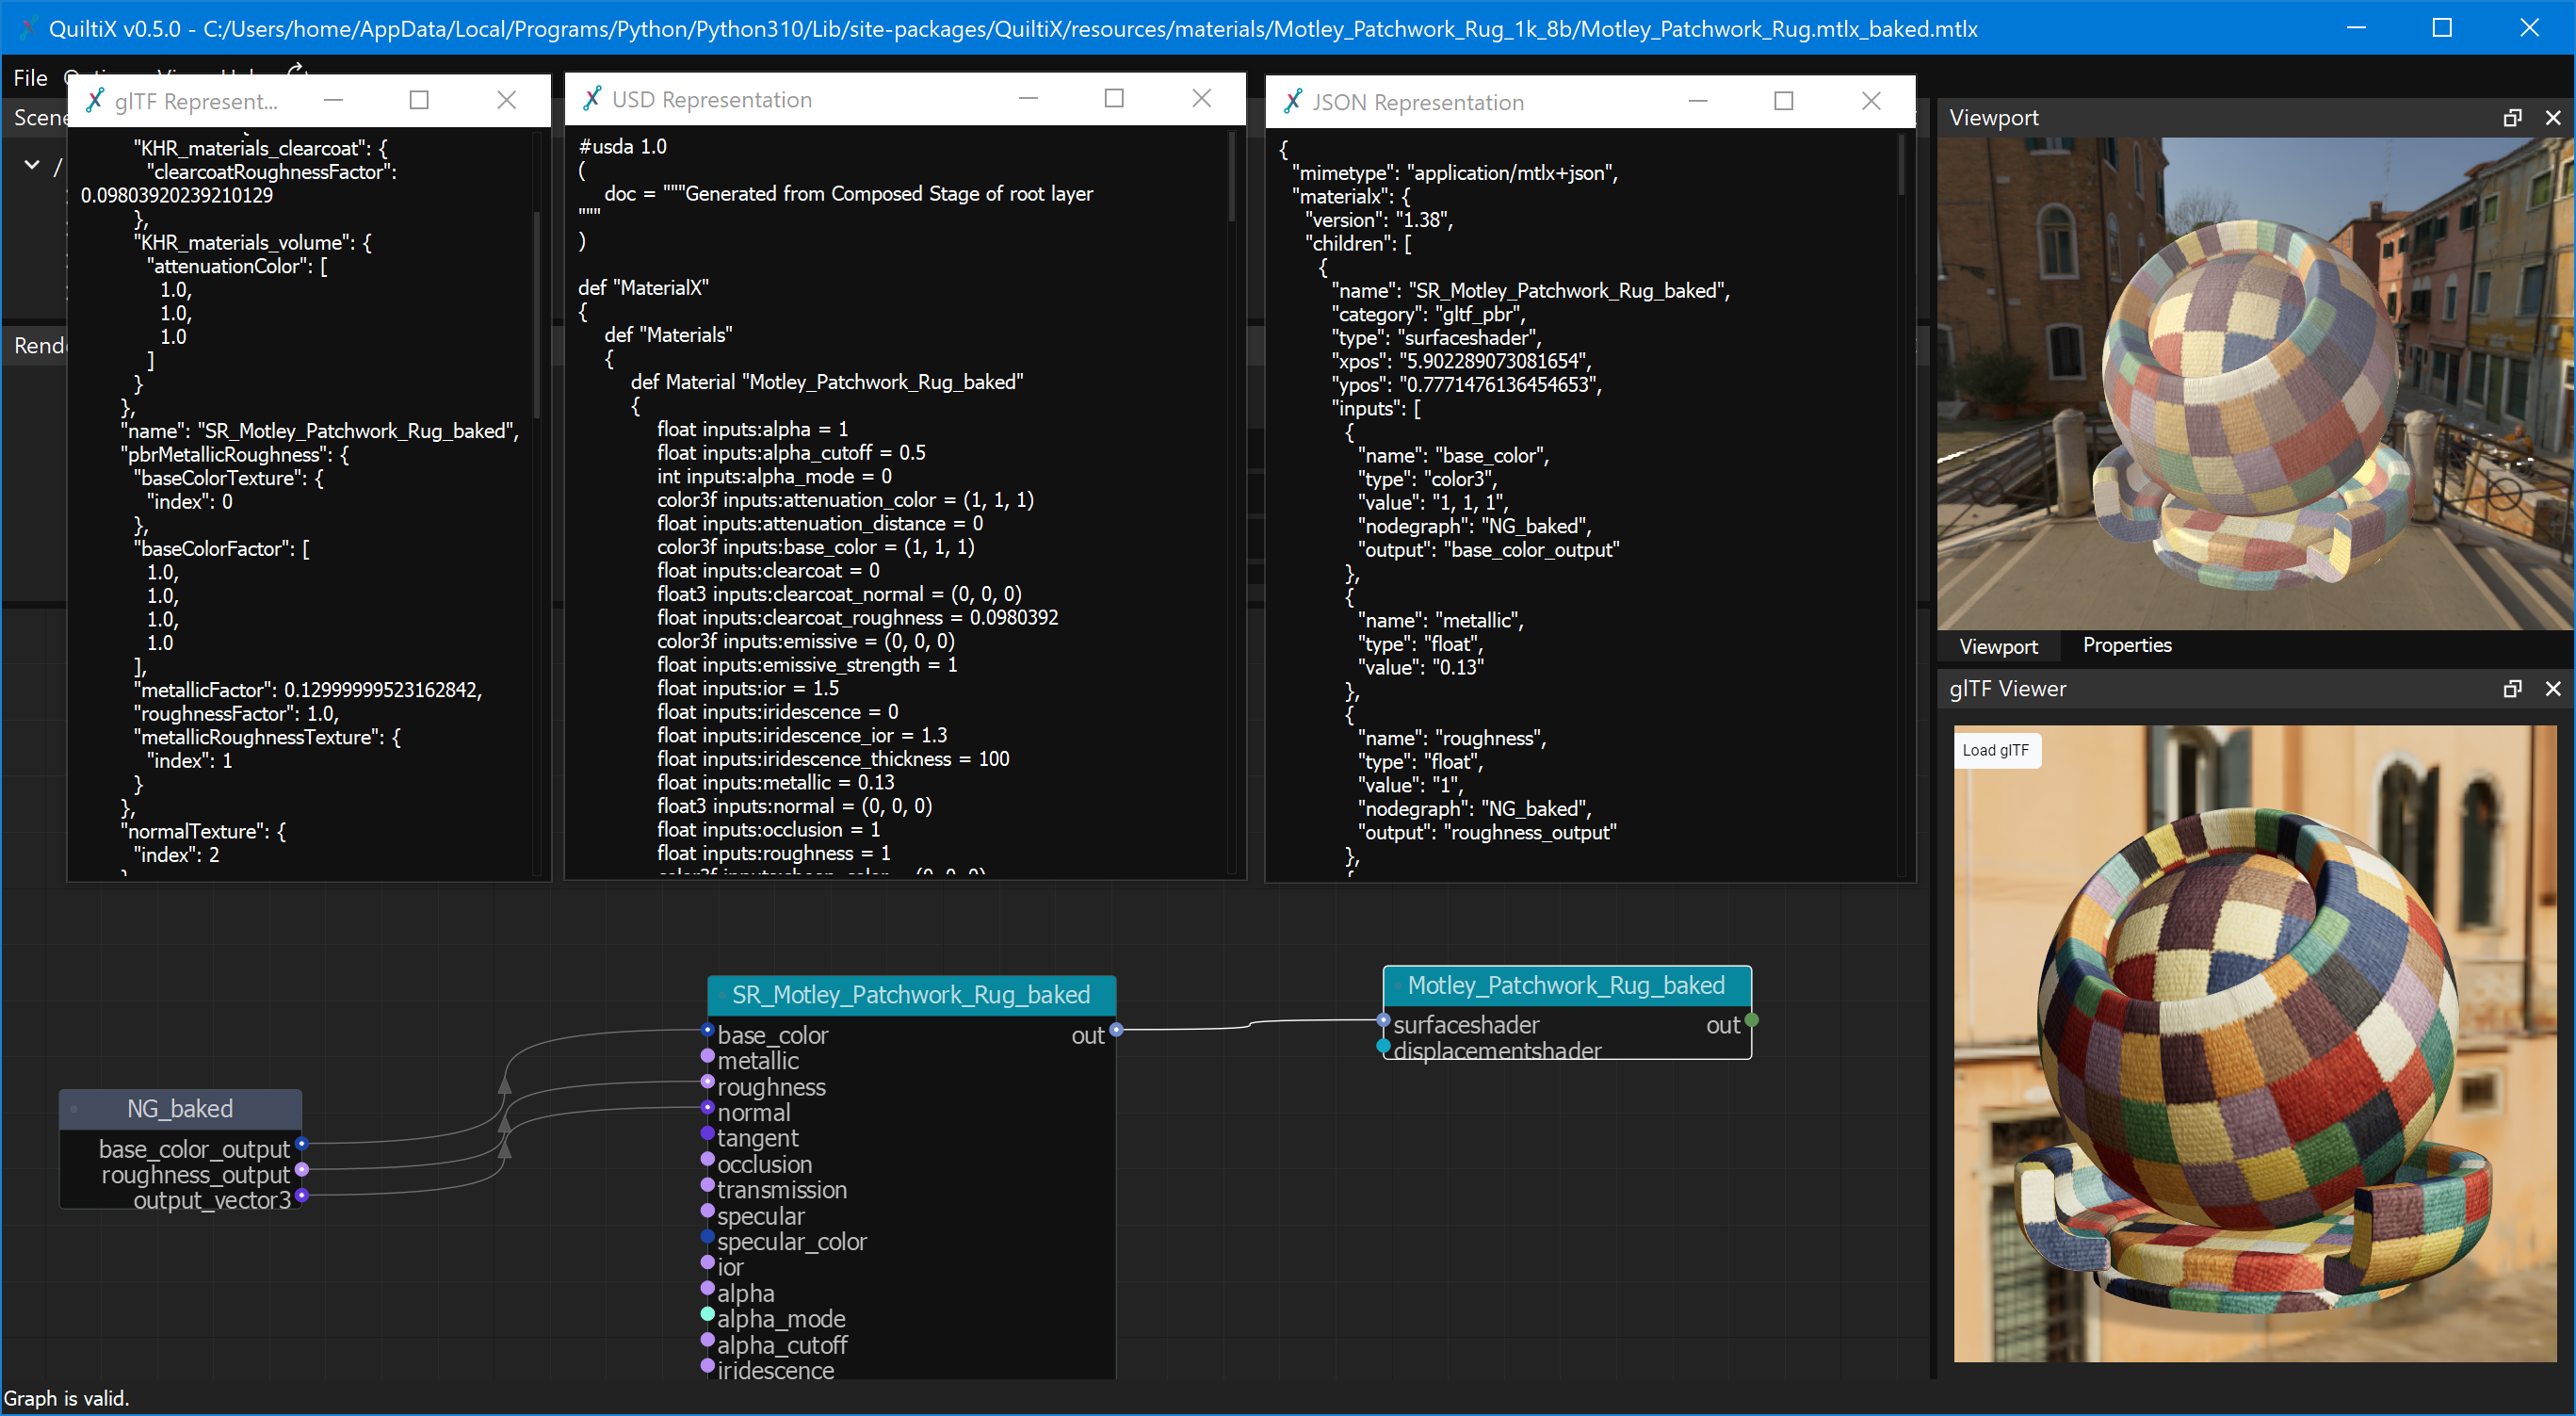 QuiltiX v0.5.0 - C:/Users/home/AppData/Local/Programs/Python/Python310/Lib/site-packages/QuiltiX/resources/materials/Motley_Patchwork_Rug_1k_8b/Motley_Patchwork_Rug.mtlx_baked.mtlx
File
glTF Represent...
"KHR_materials_clearcoat": {
"clearcoatRoughnessFactor":
0.09803920239210129
},
"KHR_materials_volume": {
"attenuationColor": [
1.0,
1.0,
1.0
]
}
},
"name": "SR_Motley_Patchwork_Rug_baked",
"pbrMetallicRoughness": {
"baseColorTexture": {
"index": 0
},
"baseColorFactor": [
1.0,
1.0,
1.0,
1.0
],
"metallicFactor": 0.12999999523162842,
"roughnessFactor": 1.0,
"metallicRoughnessTexture": {
"index": 1
}
},
"normalTexture": {
"index": 2
USD Representation
#usda 1.0
(
doc = """Generated from Composed Stage of root layer
"""
)
def "MaterialX"
{
def "Materials"
{
def Material "Motley_Patchwork_Rug_baked"
{
float inputs:alpha = 1
float inputs:alpha_cutoff = 0.5
int inputs:alpha_mode = 0
color3f inputs:attenuation_color = (1, 1, 1)
float inputs:attenuation_distance = 0
color3f inputs:base_color = (1, 1, 1)
float inputs:clearcoat = 0
float3 inputs:clearcoat_normal = (0, 0, 0)
float inputs:clearcoat_roughness = 0.0980392
color3f inputs:emissive = (0, 0, 0)
float inputs:emissive_strength = 1
float inputs:ior = 1.5
float inputs:iridescence = 0
float inputs:iridescence_ior = 1.3
float inputs:iridescence_thickness = 100
float inputs:metallic = 0.13
float3 inputs:normal = (0, 0, 0)
float inputs:occlusion = 1
float inputs:roughness = 1
JSON Representation
{
"mimetype": "application/mtlx+json",
"materialx": {
"version": "1.38",
"children": [
{
"name": "SR_Motley_Patchwork_Rug_baked",
"category": "gltf_pbr",
"type": "surfaceshader",
"xpos": "5.902289073081654",
"ypos": "0.7771476136454653",
"inputs": [
{
"name": "base_color",
"type": "color3",
"value": "1, 1, 1",
"nodegraph": "NG_baked",
"output": "base_color_output"
},
{
"name": "metallic",
"type": "float",
"value": "0.13"
},
{
"name": "roughness",
"type": "float",
"value": "1",
"nodegraph": "NG_baked",
"output": "roughness_output"
},
Viewport
Viewport Properties
glTF Viewer
Load glTF
NG_baked
base_color_output
roughness_output
output_vector3
SR_Motley_Patchwork_Rug_baked
base_color out
metallic
roughness
normal
tangent
occlusion
transmission
specular
specular_color
ior
alpha
alpha_mode
alpha_cutoff
iridescence
Motley_Patchwork_Rug_baked
surfaceshader out
displacementshader
Graph is valid.